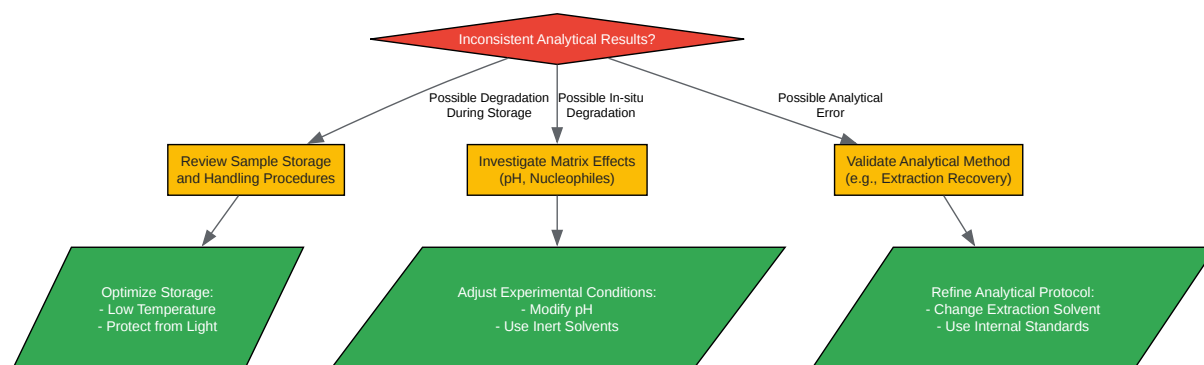 Inconsistent Analytical Results?
Possible Degradation
During Storage
Possible In-situ
Degradation
Possible Analytical
Error
Review Sample Storage
and Handling Procedures
Investigate Matrix Effects
(pH, Nucleophiles)
Validate Analytical Method
(e.g., Extraction Recovery)
Optimize Storage:
- Low Temperature
- Protect from Light
Adjust Experimental Conditions:
- Modify pH
- Use Inert Solvents
Refine Analytical Protocol:
- Change Extraction Solvent
- Use Internal Standards